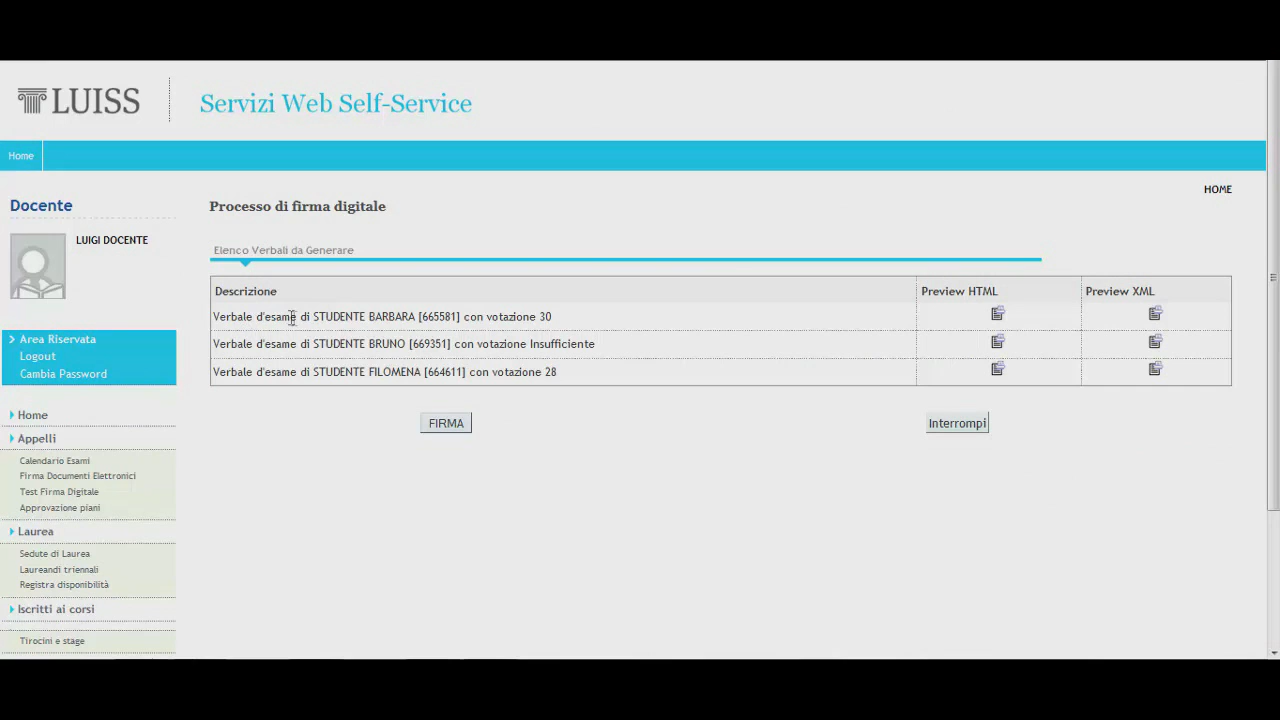 LUISS
Servizi Web Self-Service
Home
HOME
Docente
LUIGI DOCENTE
Area Riservata
Logout
Cambia Password
Home
Appelli
Calendario Esami
Firma Documenti Elettronici
Test Firma Digitale
Approvazione piani
Laurea
Sedute di Laurea
Laureandi triennali
Registra disponibilità
Iscritti ai corsi
Tirocini e stage
Processo di firma digitale
Elenco Verbali da Generare
Descrizione Preview HTML Preview XML
Verbale d'esame di STUDENTE BARBARA [665581] con votazione 30
Verbale d'esame di STUDENTE BRUNO [669351] con votazione Insufficiente
Verbale d'esame di STUDENTE FILOMENA [664611] con votazione 28
FIRMA Interrompi